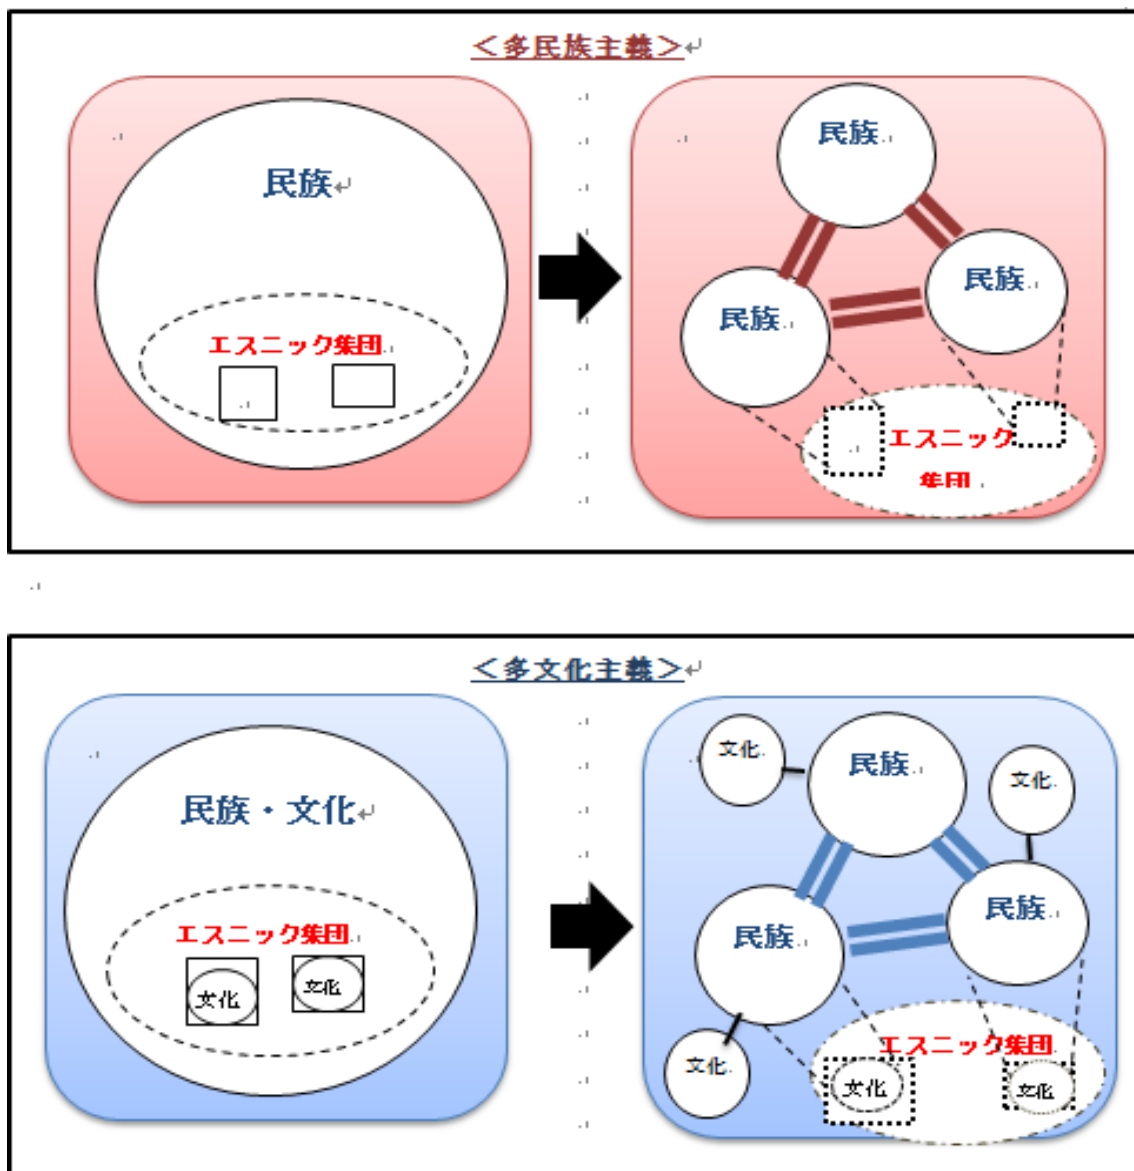 ＜多民族主義＞
民族
エスニック集団
民族
民族
民族
エスニック
集団
＜多文化主義＞
民族・文化
エスニック集団
文化
文化
文化
民族
文化
民族
民族
文化
エスニック集団
文化
文化